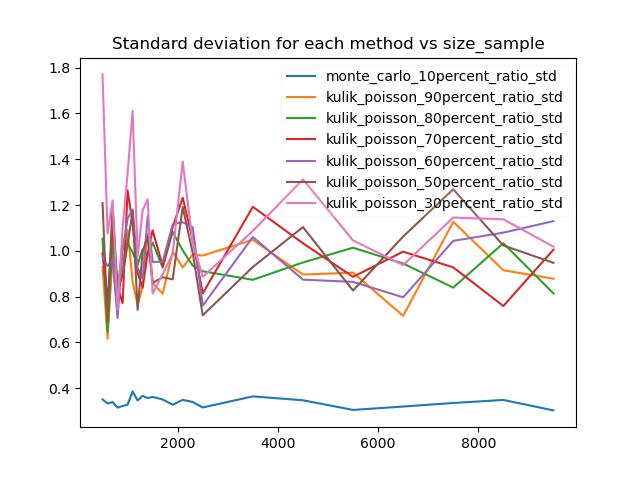 Standard deviation for each method vs size_sample
monte_carlo_10percent_ratio_std
kulik_poisson_90percent_ratio_std
kulik_poisson_80percent_ratio_std
kulik_poisson_70percent_ratio_std
kulik_poisson_60percent_ratio_std
kulik_poisson_50percent_ratio_std
kulik_poisson_30percent_ratio_std
1.8
1.6
1.4
1.2
1.0
0.8
0.6
0.4
2000 4000 6000 8000